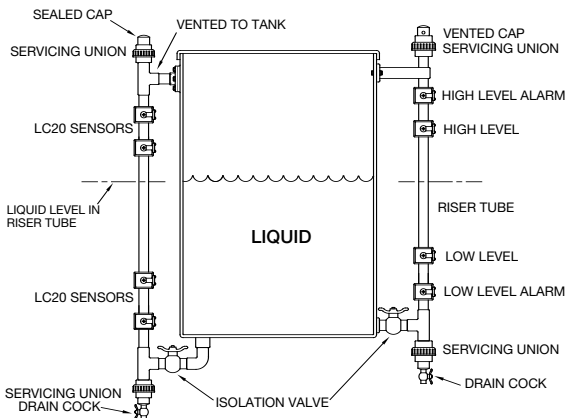 SEALED CAP
VENTED TO TANK
SERVICING UNION
LC20 SENSORS
LIQUID LEVEL IN
RISER TUBE
LC20 SENSORS
SERVICING UNION
DRAIN COCK
LIQUID
ISOLATION VALVE
VENTED CAP
SERVICING UNION
HIGH LEVEL ALARM
HIGH LEVEL
RISER TUBE
LOW LEVEL
LOW LEVEL ALARM
SERVICING UNION
DRAIN COCK